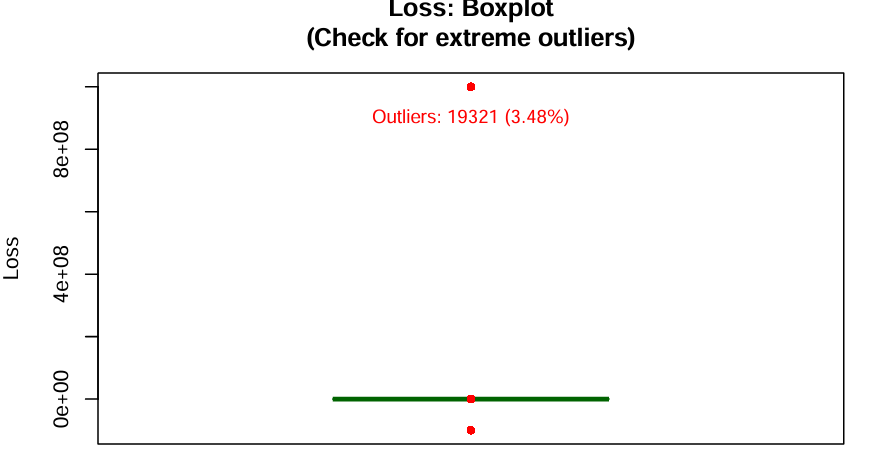 Loss: Boxplot
(Check for extreme outliers)
Outliers: 19321 (3.48%)
8e+08
4e+08
0e+00
Loss